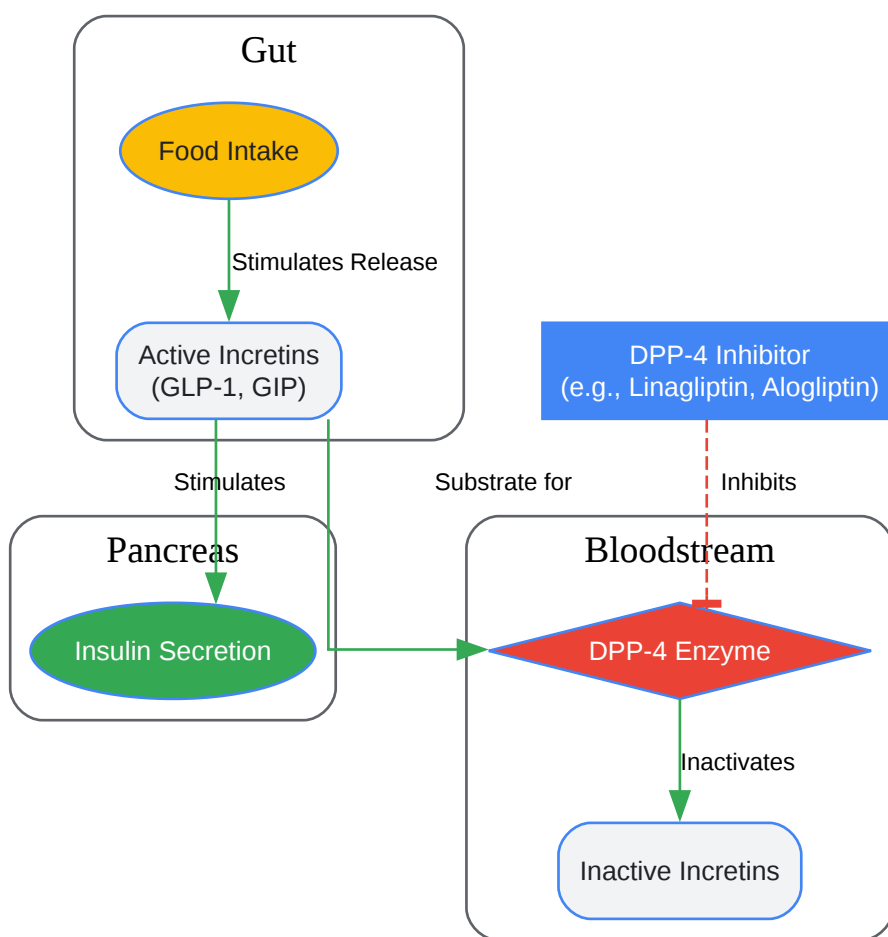 Gut
Food Intake
Stimulates Release
Active Incretins
(GLP-1, GIP)
DPP-4 Inhibitor
(e.g., Linagliptin, Alogliptin)
Stimulates
Substrate for
Inhibits
Pancreas
Bloodstream
Insulin Secretion
DPP-4 Enzyme
Inactivates
Inactive Incretins